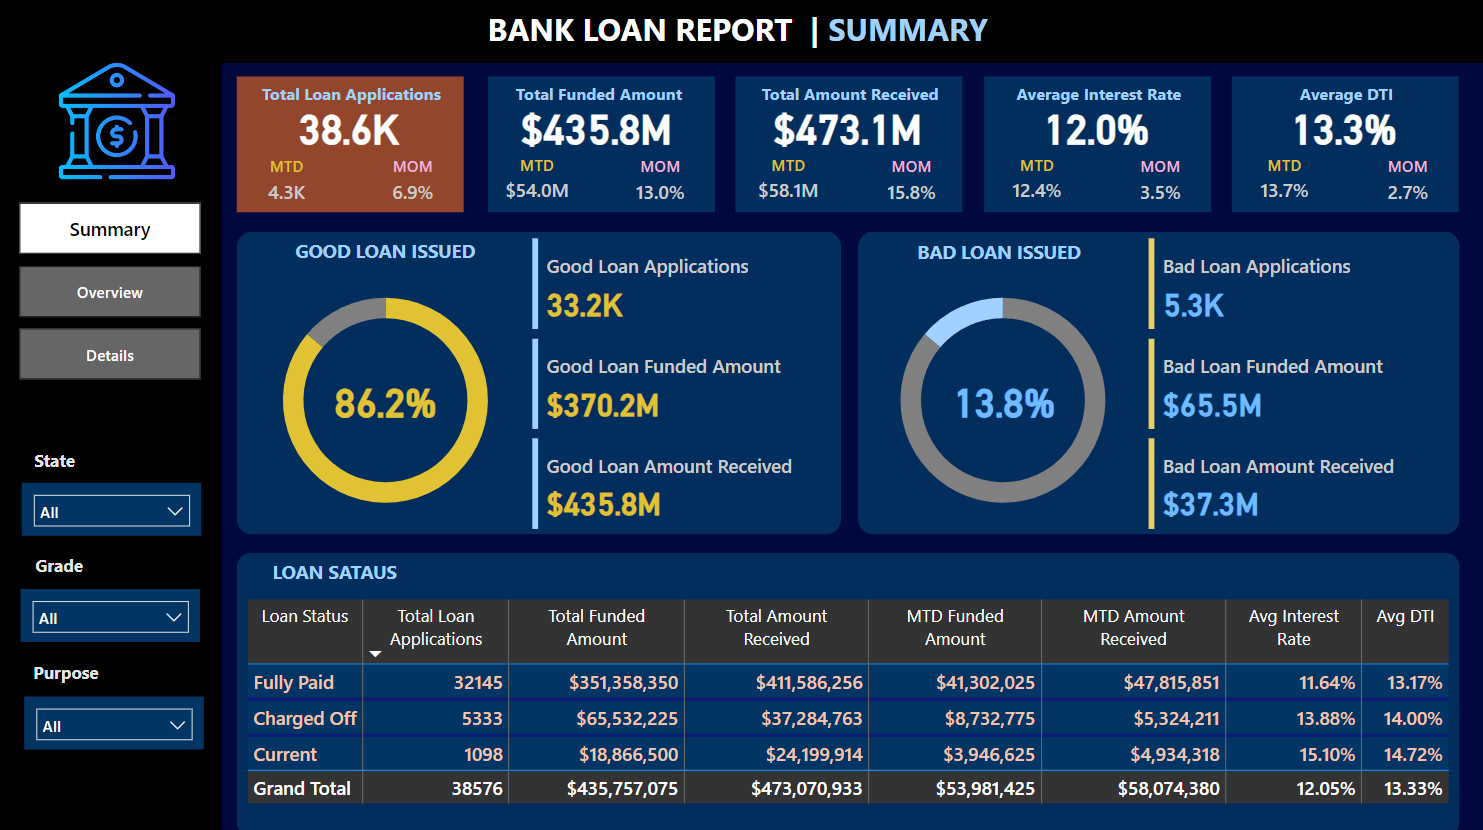 BANK LOAN REPORT | SUMMARY
Total Loan Applications
38.6K
MTD MOM
4.3K 6.9%
Total Funded Amount
$435.8M
MTD MOM
$54.0M 13.0%
Total Amount Received
$473.1M
MTD MOM
$58.1M 15.8%
Average Interest Rate
12.0%
MTD MOM
12.4% 3.5%
Average DTI
13.3%
MTD MOM
13.7% 2.7%
$
Summary
Overview
Details
State
All
Grade
All
Purpose
All
GOOD LOAN ISSUED
86.2%
Good Loan Applications
33.2K
Good Loan Funded Amount
$370.2M
Good Loan Amount Received
$435.8M
BAD LOAN ISSUED
13.8%
Bad Loan Applications
5.3K
Bad Loan Funded Amount
$65.5M
Bad Loan Amount Received
$37.3M
LOAN SATAUS
Loan Status Total Loan Total Funded Total Amount MTD Funded MTD Amount Avg Interest Avg DTI
Applications Amount Received Amount Received Rate
Fully Paid 32145 $351,358,350 $411,586,256 $41,302,025 $47,815,851 11.64% 13.17%
Charged Off 5333 $65,532,225 $37,284,763 $8,732,775 $5,324,211 13.88% 14.00%
Current 1098 $18,866,500 $24,199,914 $3,946,625 $4,934,318 15.10% 14.72%
Grand Total 38576 $435,757,075 $473,070,933 $53,981,425 $58,074,380 12.05% 13.33%